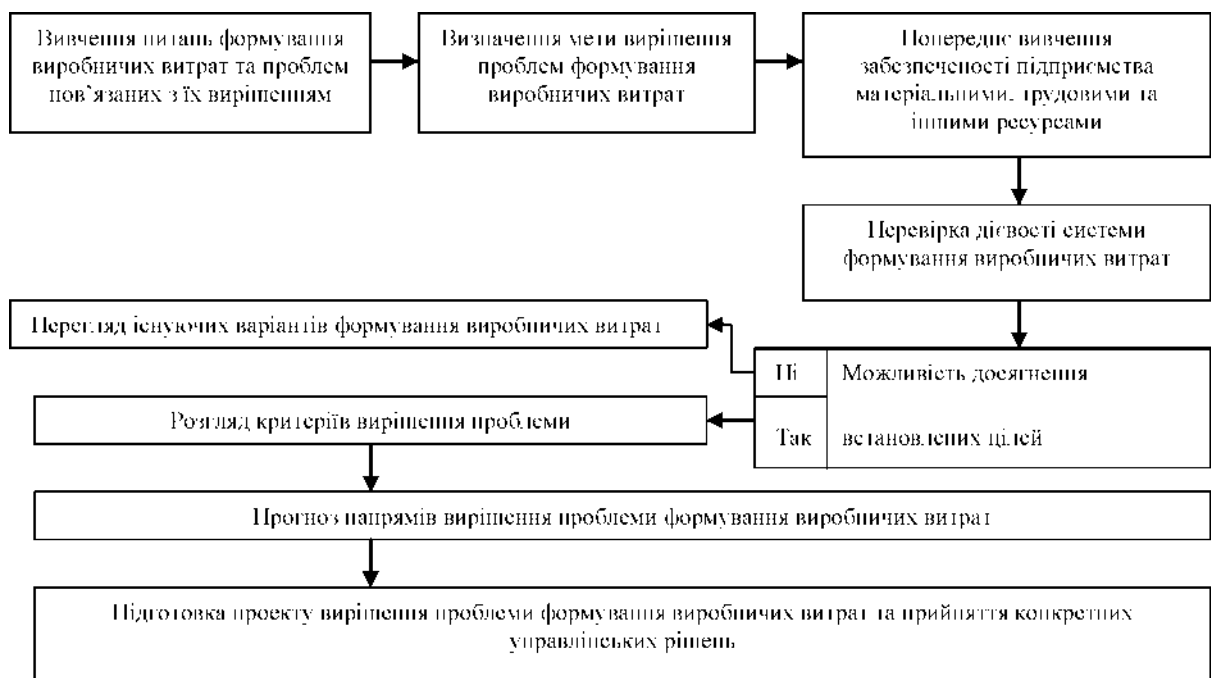 Вивчення питань формування
виробничих витрат та проблем
пов`язаних з їх вирішенням
Визначення мети вирішення
проблем формування
виробничих витрат
Попереднє вивчення
забезпеченості підприємства
матеріальними, трудовими та
іншими ресурсами
Перевірка дієвості системи
формування виробничих витрат
Перегляд існуючих варіантів формування виробничих витрат
Ні
Можливість досягнення
Розгляд критеріїв вирішення проблеми
Так
встановлених цілей
Прогноз напрямів вирішення проблеми формування виробничих витрат
Підготовка проекту вирішення проблеми формування виробничих витрат та прийняття конкретних
управлінських рішень